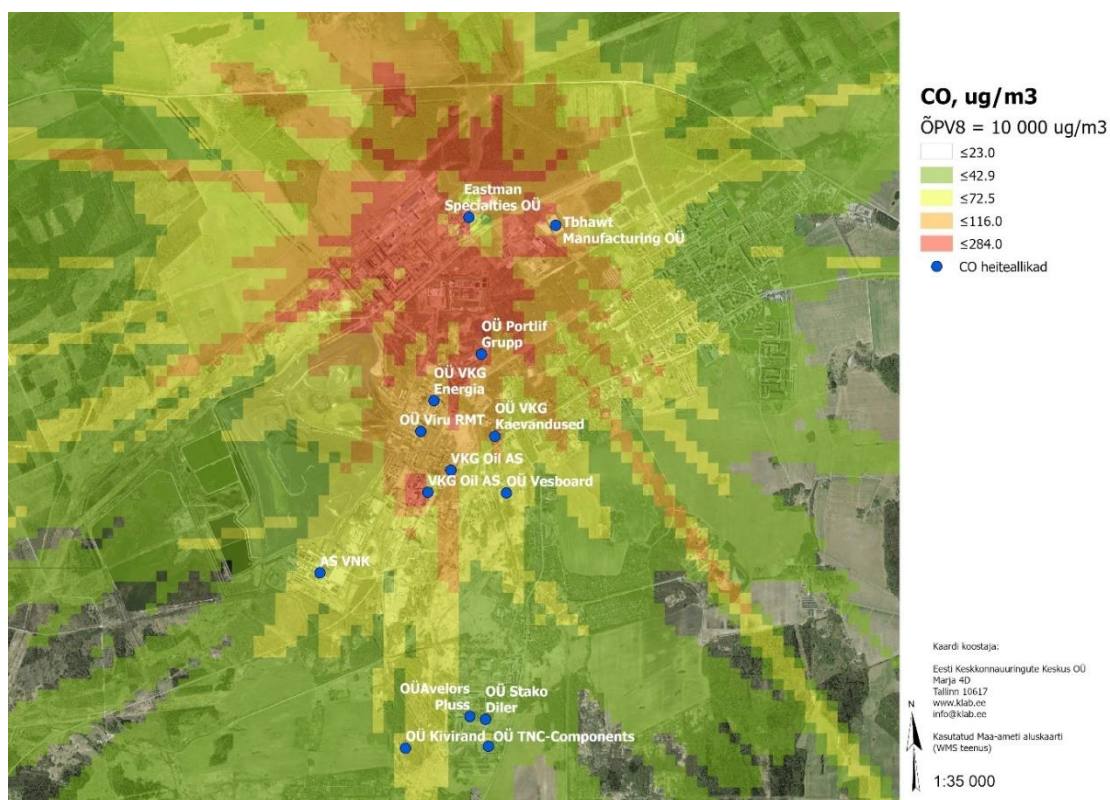 CO, ug/m3
ÕPV8 = 10 000 ug/m3
≤23.0
≤42.9
≤72.5
≤116.0
≤284.0
CO heiteallikad
Eastman
Specialties OÜ
Tbhawt
Manufacturing OÜ
OÜ Portlif
Grupp
OÜ VKG
Energia
OÜ Viru RMT
OÜ VKG
Kaevandused
VKG Oil AS
VKG Oil AS
OÜ Vesboard
AS VNK
OÜAvelors
Pluss
OÜ Stako
Diler
OÜ Kivirand
OÜ TNC-Components
Kaardi koostaja:
Eesti Keskkonnauuringute Keskus OÜ
Marja 4D
Tallinn 10617
www.klab.ee
info@klab.ee
Kasutatud Maa-ameti aluskaarti
(WMS teenus)
N
1:35 000